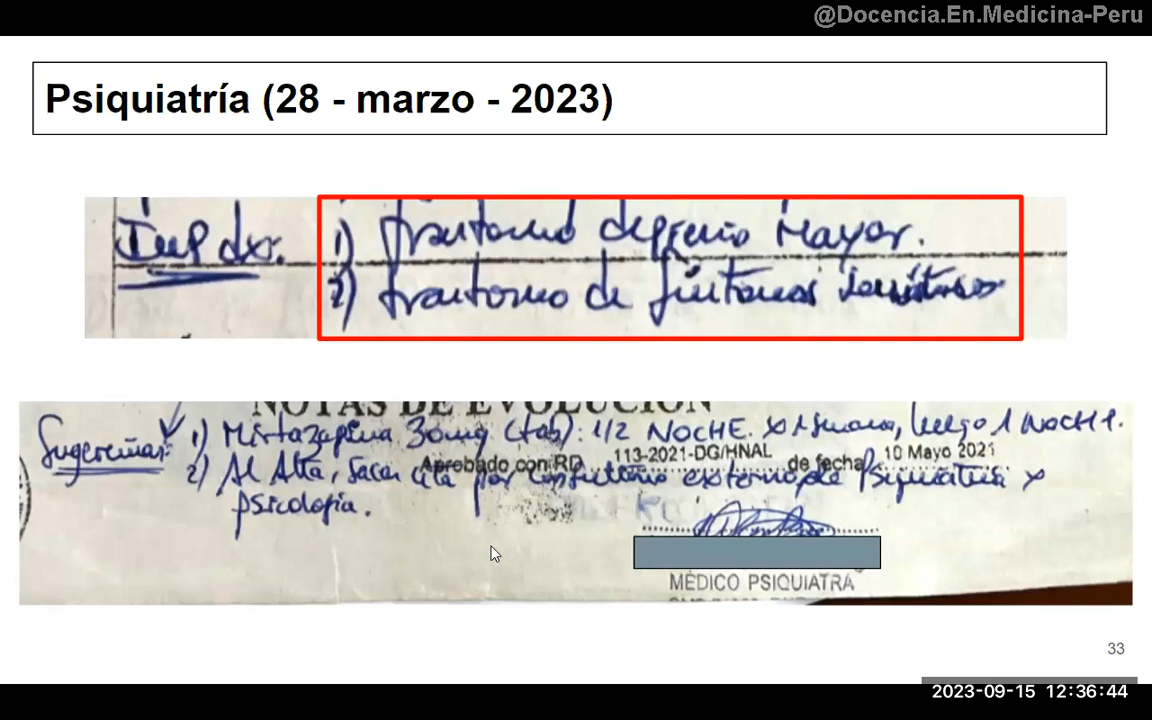 @Docencia.En.Medicina-Peru
Psiquiatría (28 - marzo - 2023)
Imp dx: 1) trastorno depresivo Mayor.
2) trastorno de síntomas somáticos
NOTAS DE EVOLUCIÓN
Sugerencias: 1) Mirtazapina 30mg (tab): 1/2 NOCHE. x 1 semana, luego 1 NOCHE.
Aprobado con RD 113-2021-DG/HNAL de fecha 10 Mayo 2021
2) Al Alta, sacar cita por consultorio externo de Psiquiatría
psicología.
MÉDICO PSIQUIATRA
33
2023-09-15 12:36:44